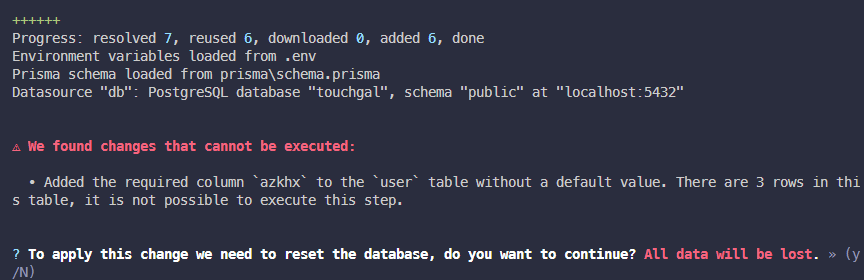 ++++++
Progress: resolved 7, reused 6, downloaded 0, added 6, done
Environment variables loaded from .env
Prisma schema loaded from prisma\schema.prisma
Datasource "db": PostgreSQL database "touchgal", schema "public" at "localhost:5432"
⚠ We found changes that cannot be executed:
• Added the required column `azkhx` to the `user` table without a default value. There are 3 rows in thi
s table, it is not possible to execute this step.
? To apply this change we need to reset the database, do you want to continue? All data will be lost. » (y
/N)